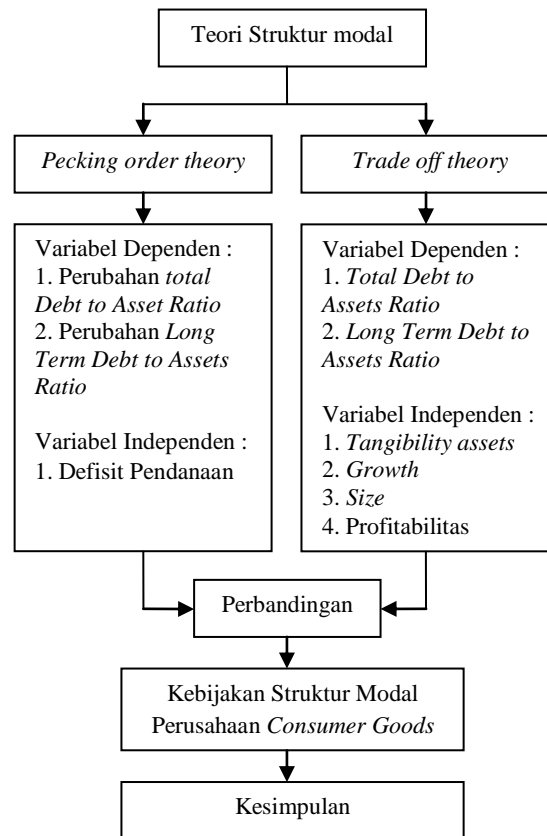 Teori Struktur modal
Pecking order theory
Trade off theory
Variabel Dependen :
1. Perubahan total
Debt to Asset Ratio
2. Perubahan Long
Term Debt to Assets
Ratio
Variabel Independen :
1. Defisit Pendanaan
Variabel Dependen :
1. Total Debt to
Assets Ratio
2. Long Term Debt to
Assets Ratio
Variabel Independen :
1. Tangibility assets
2. Growth
3. Size
4. Profitabilitas
Perbandingan
Kebijakan Struktur Modal
Perusahaan Consumer Goods
Kesimpulan